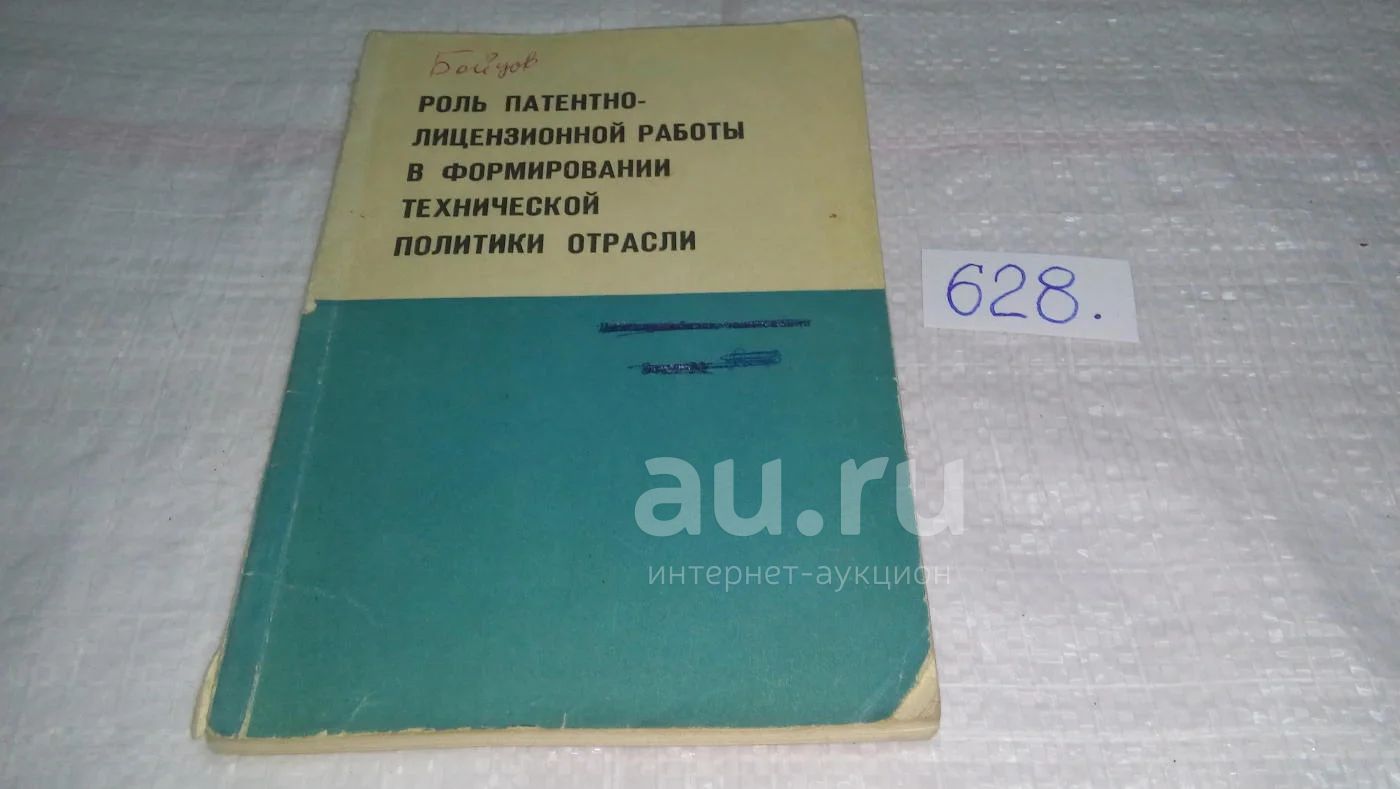 Бойцов
РОЛЬ ПАТЕНТНО-
ЛИЦЕНЗИОННОЙ РАБОТЫ
В ФОРМИРОВАНИИ
ТЕХНИЧЕСКОЙ
ПОЛИТИКИ ОТРАСЛИ
628.
au.ru
интернет-аукцион